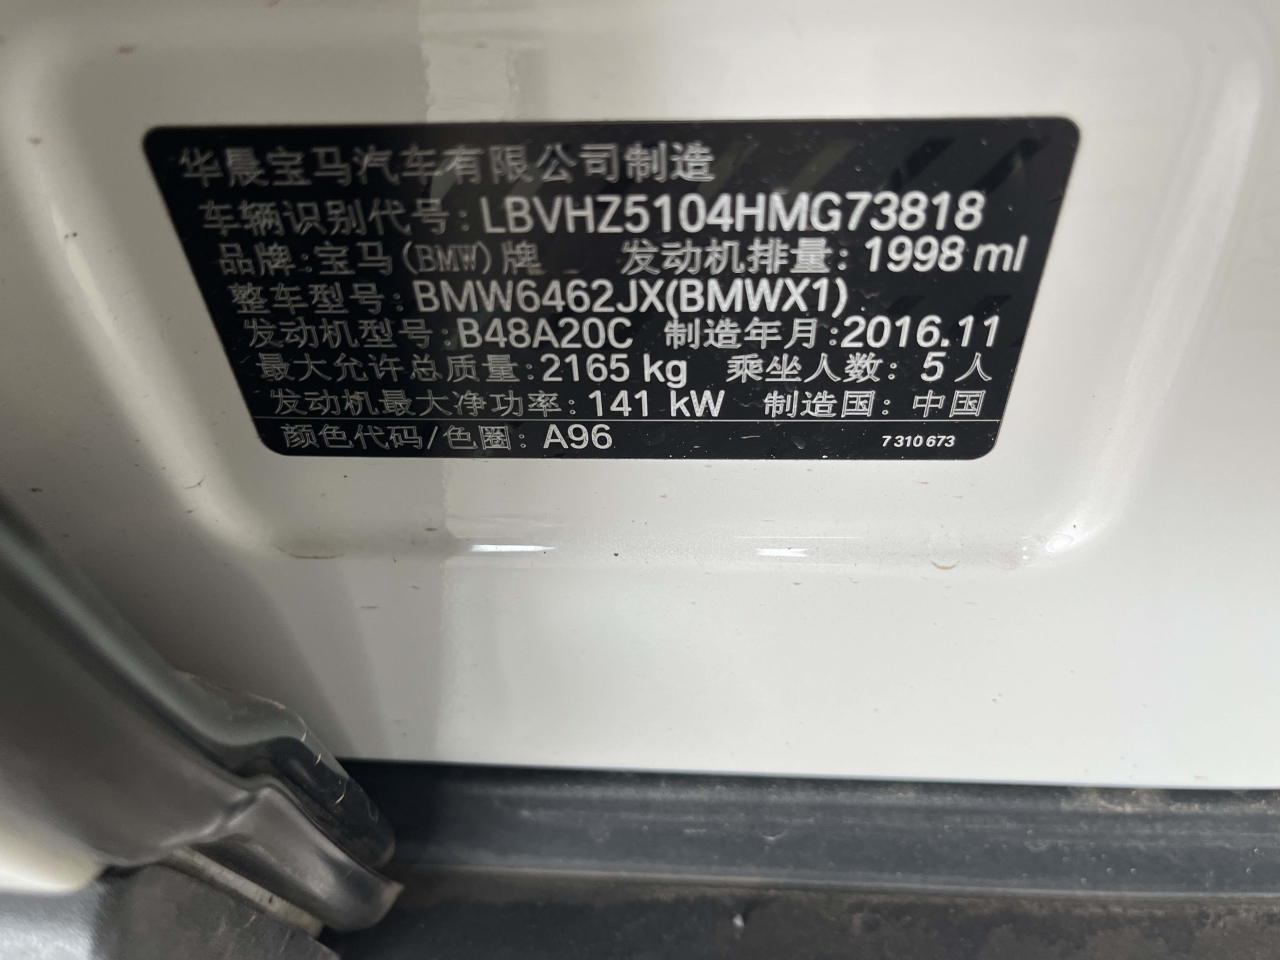 华晨宝马汽车有限公司制造
车辆识别代号:LBVHZ5104HMG73818
品牌:宝马(BMW)牌 发动机排量:1998 ml
整车型号:BMW6462JX(BMWX1)
发动机型号:B48A20C 制造年月:2016.11
最大允许总质量:2165 kg 乘坐人数:5人
发动机最大净功率:141 kW 制造国:中国
颜色代码/色圈:A96 7 310 673